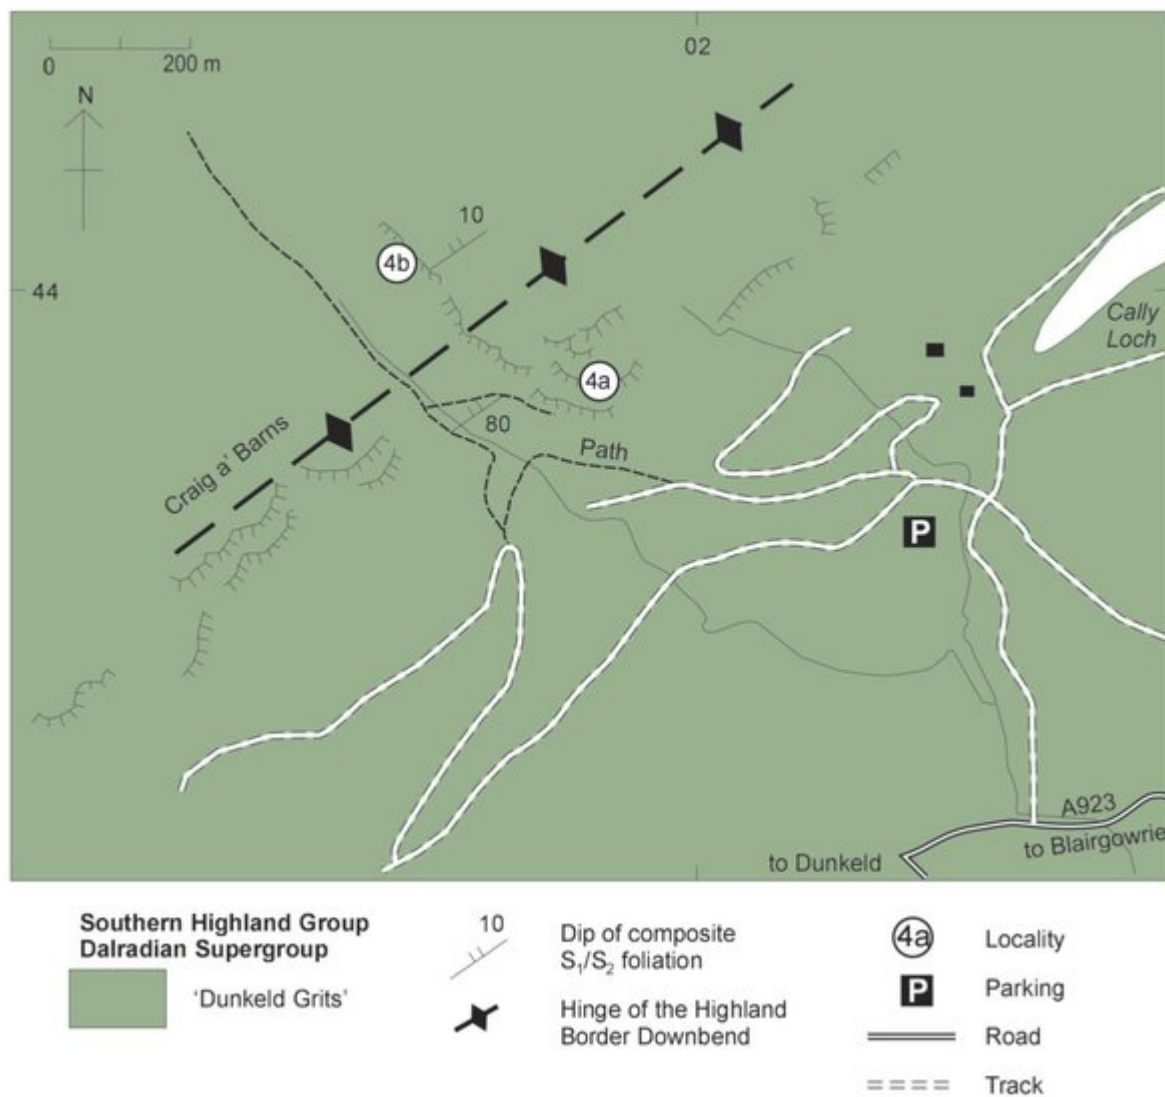 02
0 200 m
N
10
4b
44
Cally
Loch
4a
80
Craig a' Barns
Path
P
A923
to Blairgowrie
to Dunkeld
Southern Highland Group
Dalradian Supergroup
'Dunkeld Grits'
10
Dip of composite
S₁/S₂ foliation
Hinge of the Highland
Border Downbend
4a
Locality
P
Parking
Road
Track